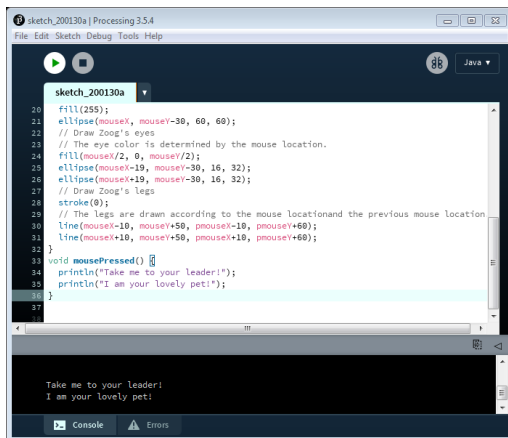 sketch_200130a | Processing 3.5.4
File Edit Sketch Debug Tools Help
Java ▼
sketch_200130a ▼
20 fill(255);
21 ellipse(mouseX, mouseY-30, 60, 60);
22 // Draw Zoog's eyes
23 // The eye color is determined by the mouse location.
24 fill(mouseX/2, 0, mouseY/2);
25 ellipse(mouseX-19, mouseY-30, 16, 32);
26 ellipse(mouseX+19, mouseY-30, 16, 32);
27 // Draw Zoog's legs
28 stroke(0);
29 // The legs are drawn according to the mouse locationand the previous mouse location
30 line(mouseX-10, mouseY+50, pmouseX-10, pmouseY+60);
31 line(mouseX+10, mouseY+50, pmouseX+10, pmouseY+60);
32 }
33 void mousePressed() {
34 println("Take me to your leader!");
35 println("I am your lovely pet!");
36 }
37
38
Take me to your leader!
I am your lovely pet!
Console Errors